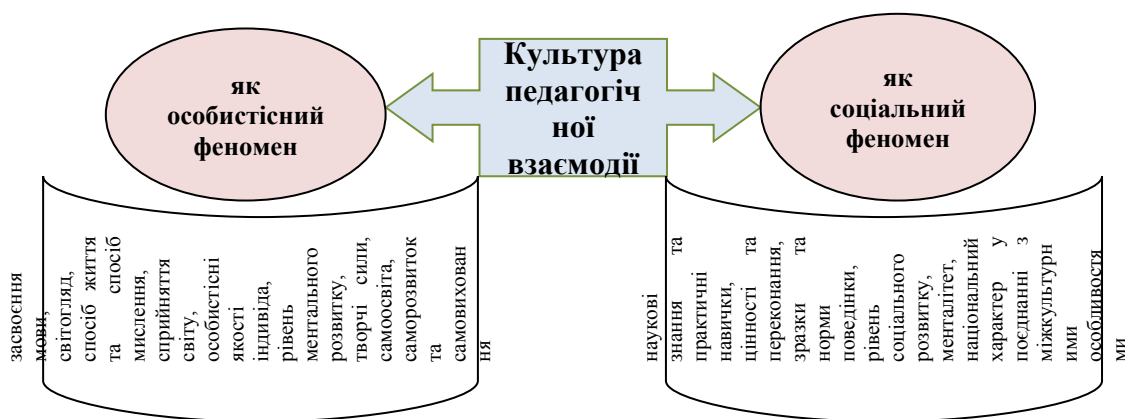 Культура
педагогіч
ної
взаємодії
як
особистісний
феномен
як
соціальний
феномен
засвоєння
мови,
світогляд,
спосіб життя
та спосіб
мислення,
сприйняття
світу,
особистісні
якості
індивіда,
рівень
ментального
розвитку,
творчі сили,
самоосвіта,
саморозвиток
та
самовихован
ня
наукові
знання та
практичні
навички,
цінності та
переконання,
зразки та
норми
поведінки,
рівень
соціального
розвитку,
менталітет,
національний
характер у
поєднанні з
міжкультурн
ими
особливостя
ми